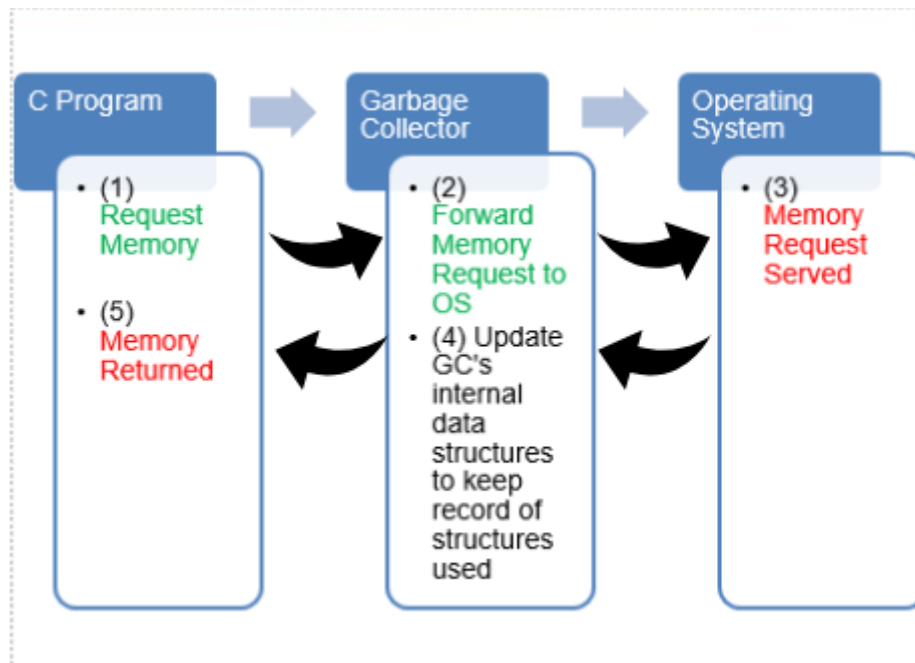 C Program
• (1)
Request
Memory
• (5)
Memory
Returned
Garbage
Collector
• (2)
Forward
Memory
Request to
OS
• (4) Update
GC's
internal
data
structures
to keep
record of
structures
used
Operating
System
• (3)
Memory
Request
Served